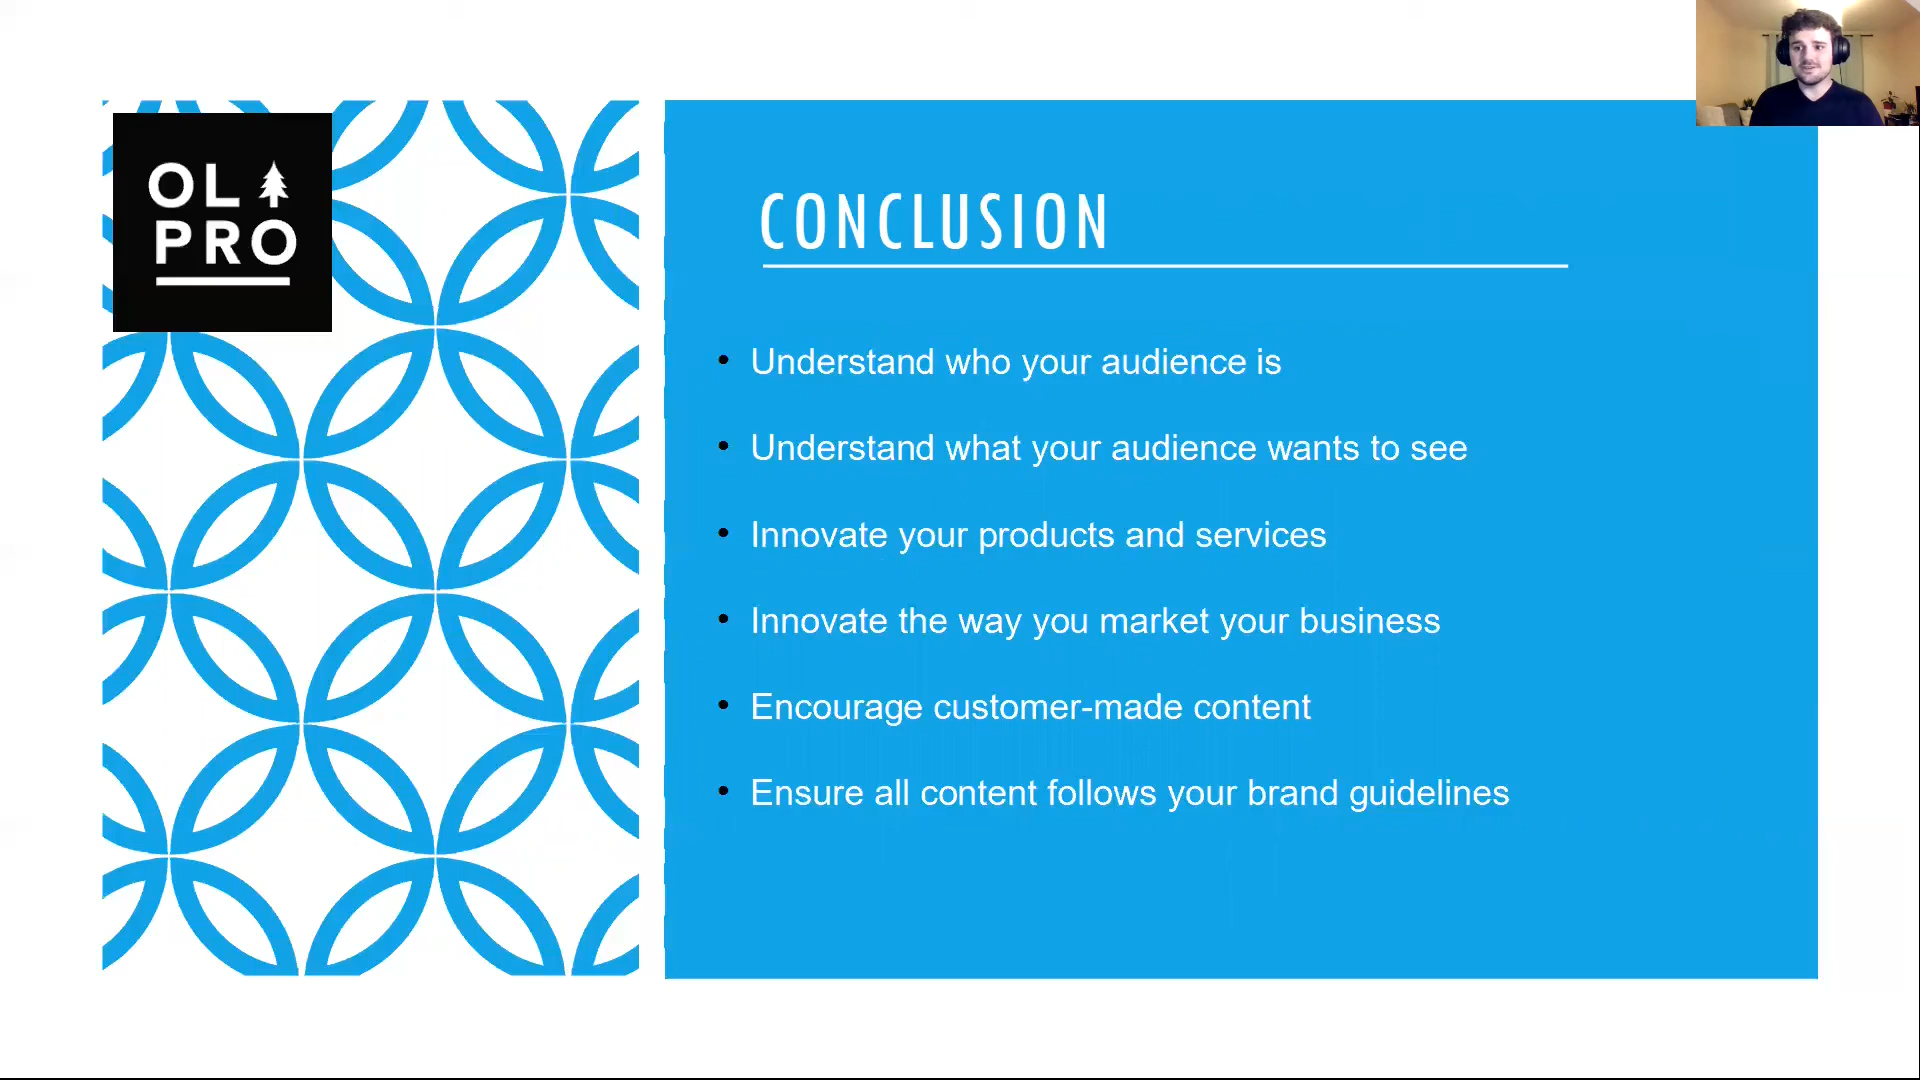 OL
PRO
CONCLUSION
• Understand who your audience is
• Understand what your audience wants to see
• Innovate your products and services
• Innovate the way you market your business
• Encourage customer-made content
• Ensure all content follows your brand guidelines